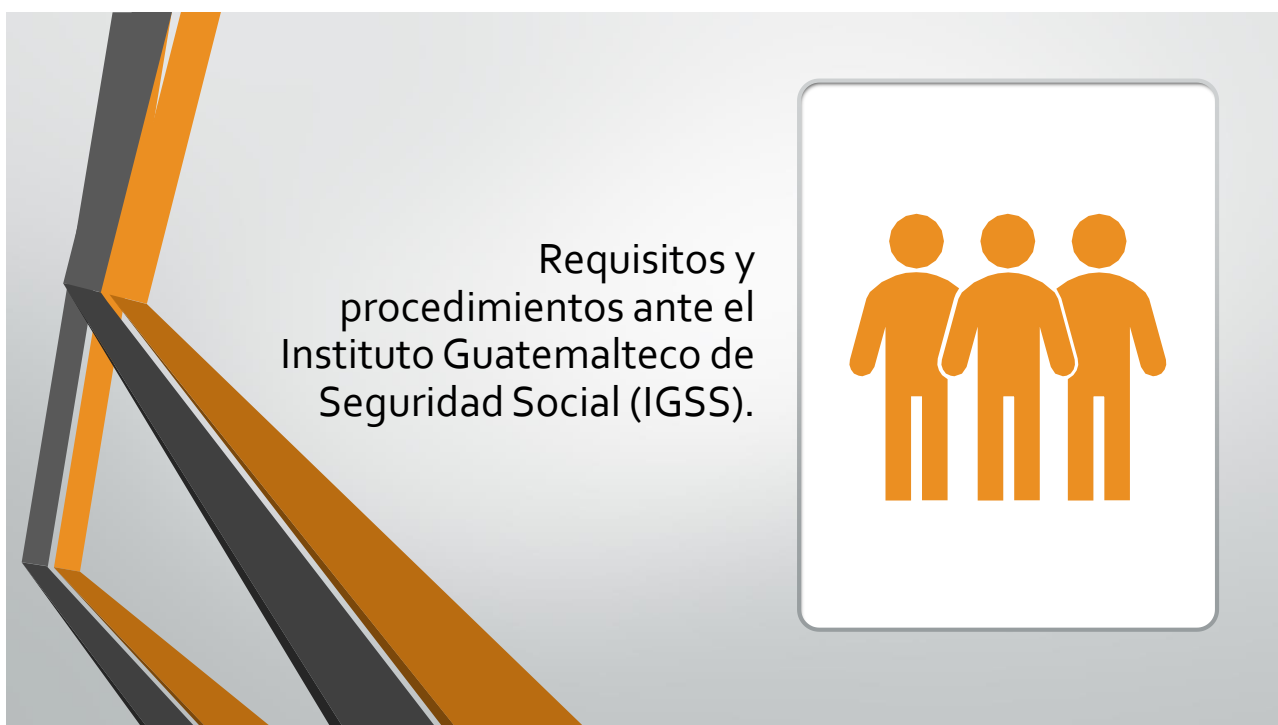 Requisitos y
procedimientos ante el
Instituto Guatemalteco de
Seguridad Social (IGSS).